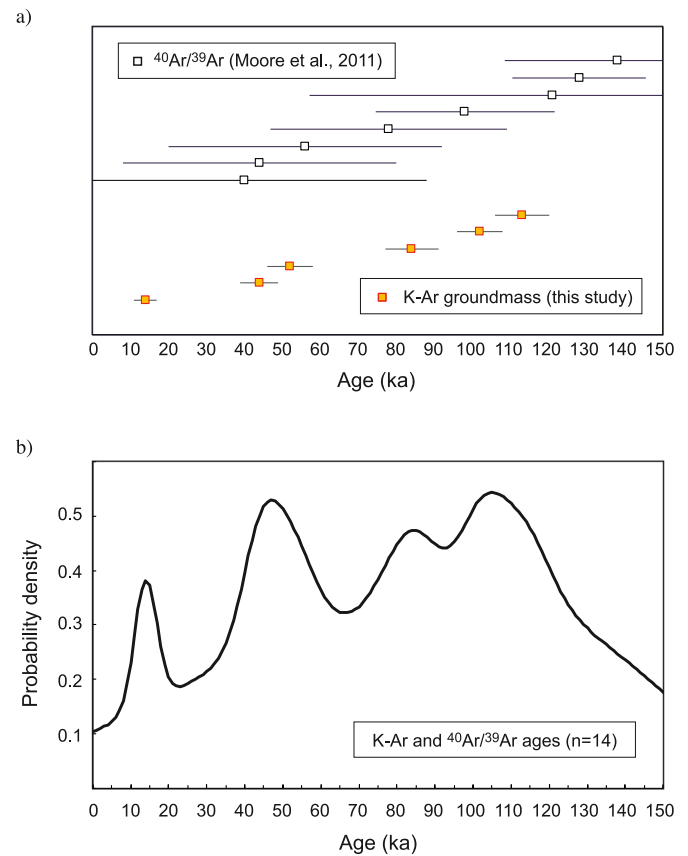 a)
⁴⁰Ar/³⁹Ar (Moore et al., 2011)
K-Ar groundmass (this study)
0 10 20 30 40 50 60 70 80 90 100 110 120 130 140 150
Age (ka)
b)
0.5
0.4
0.3
0.2
0.1
Probability density
K-Ar and ⁴⁰Ar/³⁹Ar ages (n=14)
0 10 20 30 40 50 60 70 80 90 100 110 120 130 140 150
Age (ka)